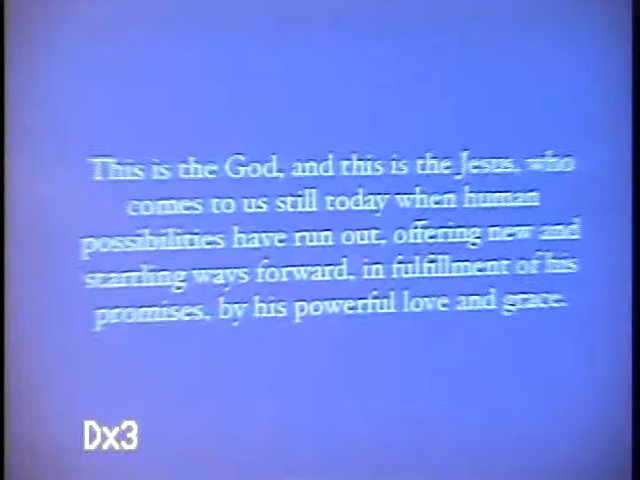 This is the God, and this is the Jesus, who
comes to us still today when human
possibilities have run out, offering new and
startling ways forward, in fulfillment of his
promises, by his powerful love and grace.
Dx3